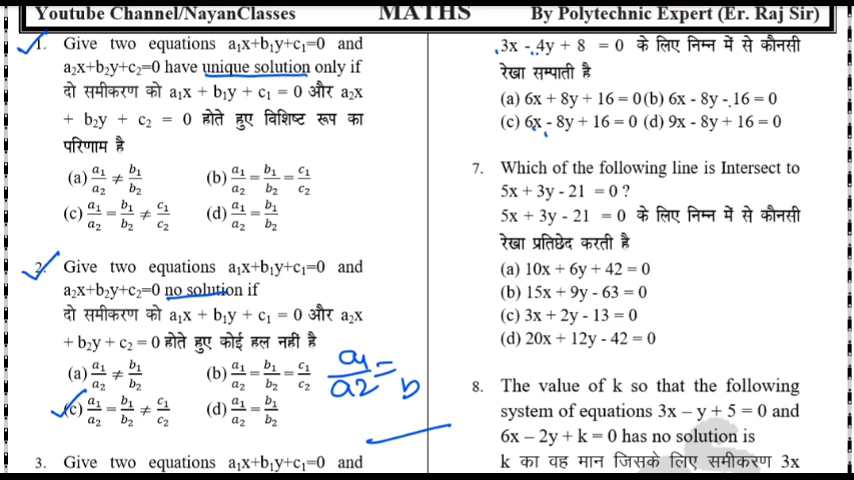 Youtube Channel/NayanClasses MATHS By Polytechnic Expert (Er. Raj Sir)
1. Give two equations a₁x+b₁y+c₁=0 and
a₂x+b₂y+c₂=0 have unique solution only if
दो समीकरण को a₁x + b₁y + c₁ = 0 और a₂x
+ b₂y + c₂ = 0 होते हुए विशिष्ट रूप का
परिणाम है
(a) a₁/a₂ ≠ b₁/b₂ (b) a₁/a₂ = b₁/b₂ = c₁/c₂
(c) a₁/a₂ = b₁/b₂ ≠ c₁/c₂ (d) a₁/a₂ = b₁/b₂
2. Give two equations a₁x+b₁y+c₁=0 and
a₂x+b₂y+c₂=0 no solution if
दो समीकरण को a₁x + b₁y + c₁ = 0 और a₂x
+ b₂y + c₂ = 0 होते हुए कोई हल नही है
(a) a₁/a₂ ≠ b₁/b₂ (b) a₁/a₂ = b₁/b₂ = c₁/c₂
(c) a₁/a₂ = b₁/b₂ ≠ c₁/c₂ (d) a₁/a₂ = b₁/b₂
a1/a2 = b
3. Give two equations a₁x+b₁y+c₁=0 and
3x - 4y + 8 = 0 के लिए निम्न में से कौनसी
रेखा सम्पाती है
(a) 6x + 8y + 16 = 0(b) 6x - 8y - 16 = 0
(c) 6x - 8y + 16 = 0 (d) 9x - 8y + 16 = 0
7. Which of the following line is Intersect to
5x + 3y - 21 = 0 ?
5x + 3y - 21 = 0 के लिए निम्न में से कौनसी
रेखा प्रतिछेद करती है
(a) 10x + 6y + 42 = 0
(b) 15x + 9y - 63 = 0
(c) 3x + 2y - 13 = 0
(d) 20x + 12y - 42 = 0
8. The value of k so that the following
system of equations 3x – y + 5 = 0 and
6x – 2y + k = 0 has no solution is
k का वह मान जिसके लिए समीकरण 3x